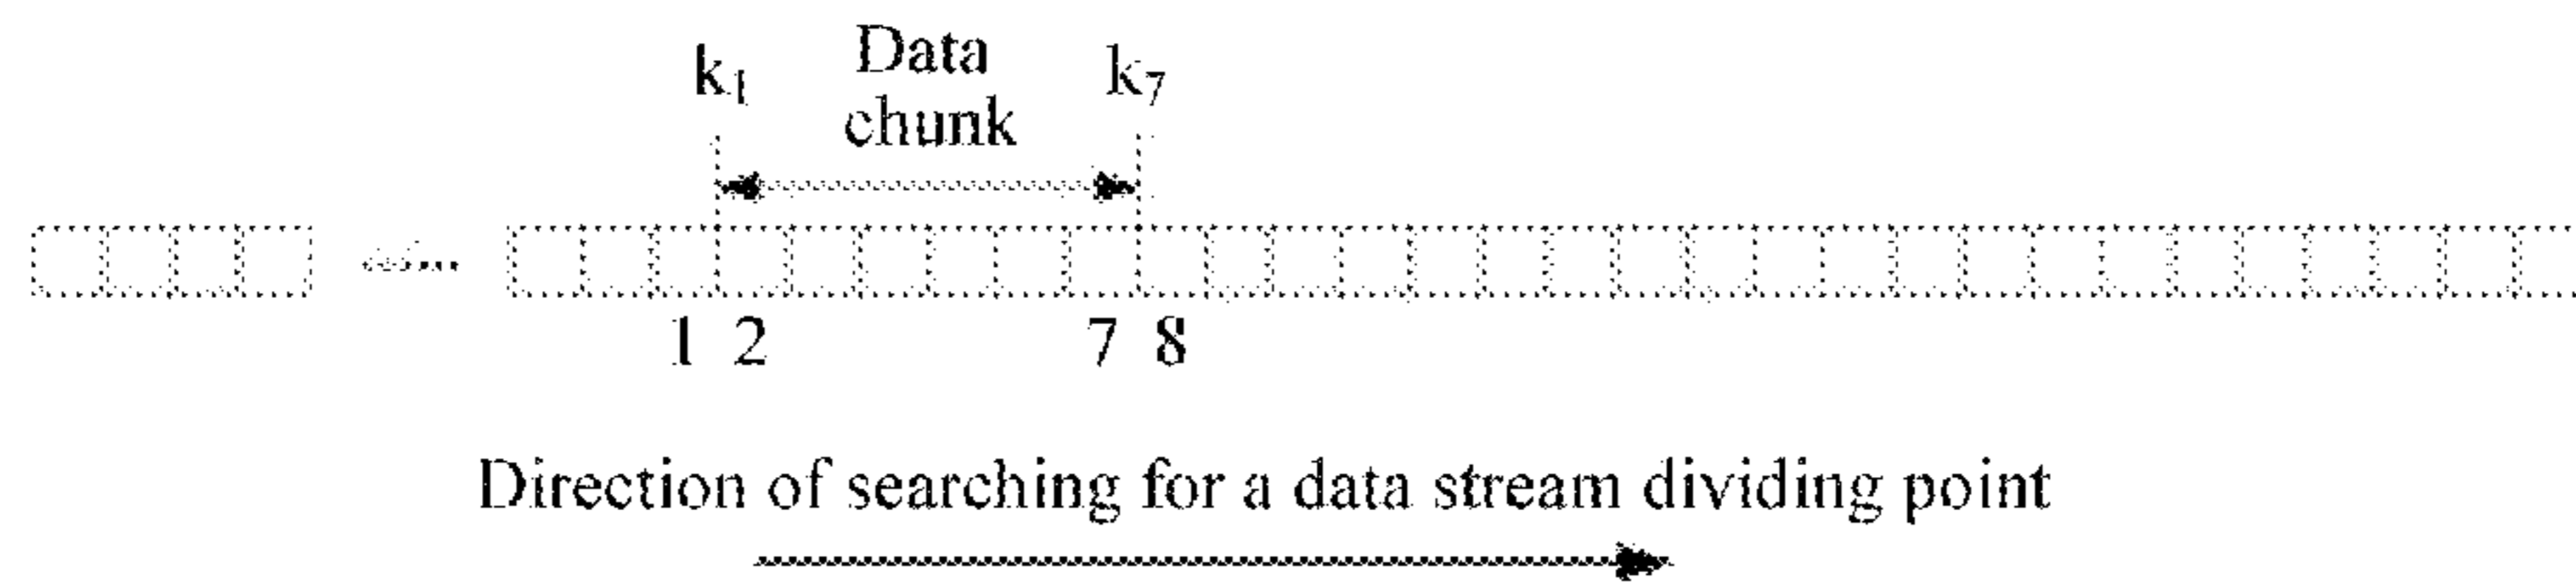 k₁ Data chunk k₇
1 2 7 8
Direction of searching for a data stream dividing point